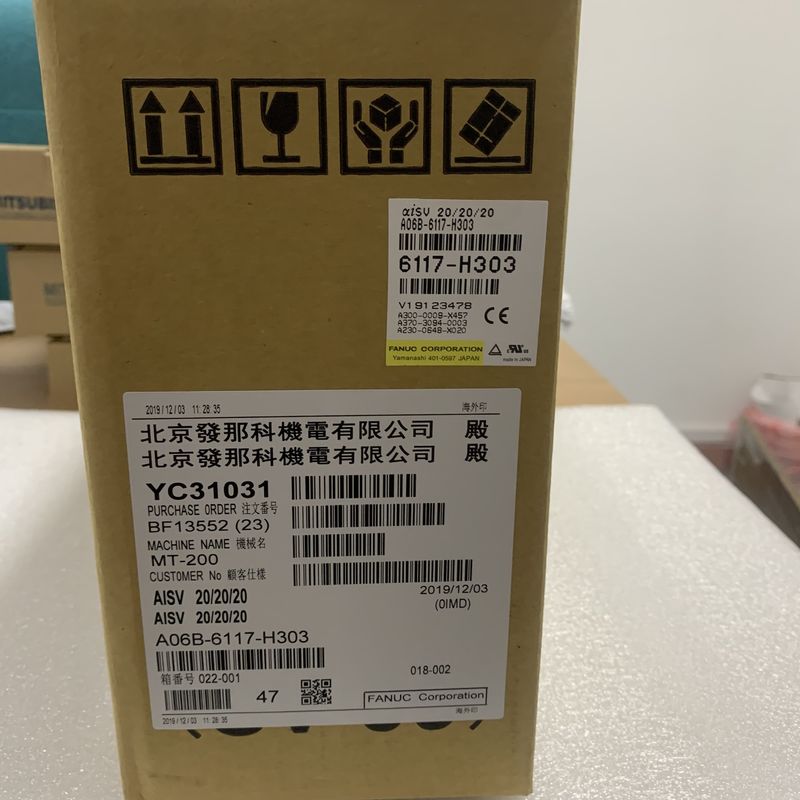 αiSV 20/20/20
A06B-6117-H303
6117-H303
V19123478
A300-0009-X457
A370-3094-0003
A230-0648-X020
CE
FANUC CORPORATION
Yamanashi 401-0597 JAPAN
made in JAPAN
2019/12/03 11:28:35 海外印
北京發那科機電有限公司 殿
北京發那科機電有限公司 殿
YC31031
PURCHASE ORDER 注文番号
BF13552 (23)
MACHINE NAME 機械名
MT-200
CUSTOMER No 顧客仕様
2019/12/03
(0IMD)
AISV 20/20/20
AISV 20/20/20
A06B-6117-H303
箱番号 022-001
018-002
47
FANUC Corporation
2019/12/03 11:28:35 海外印